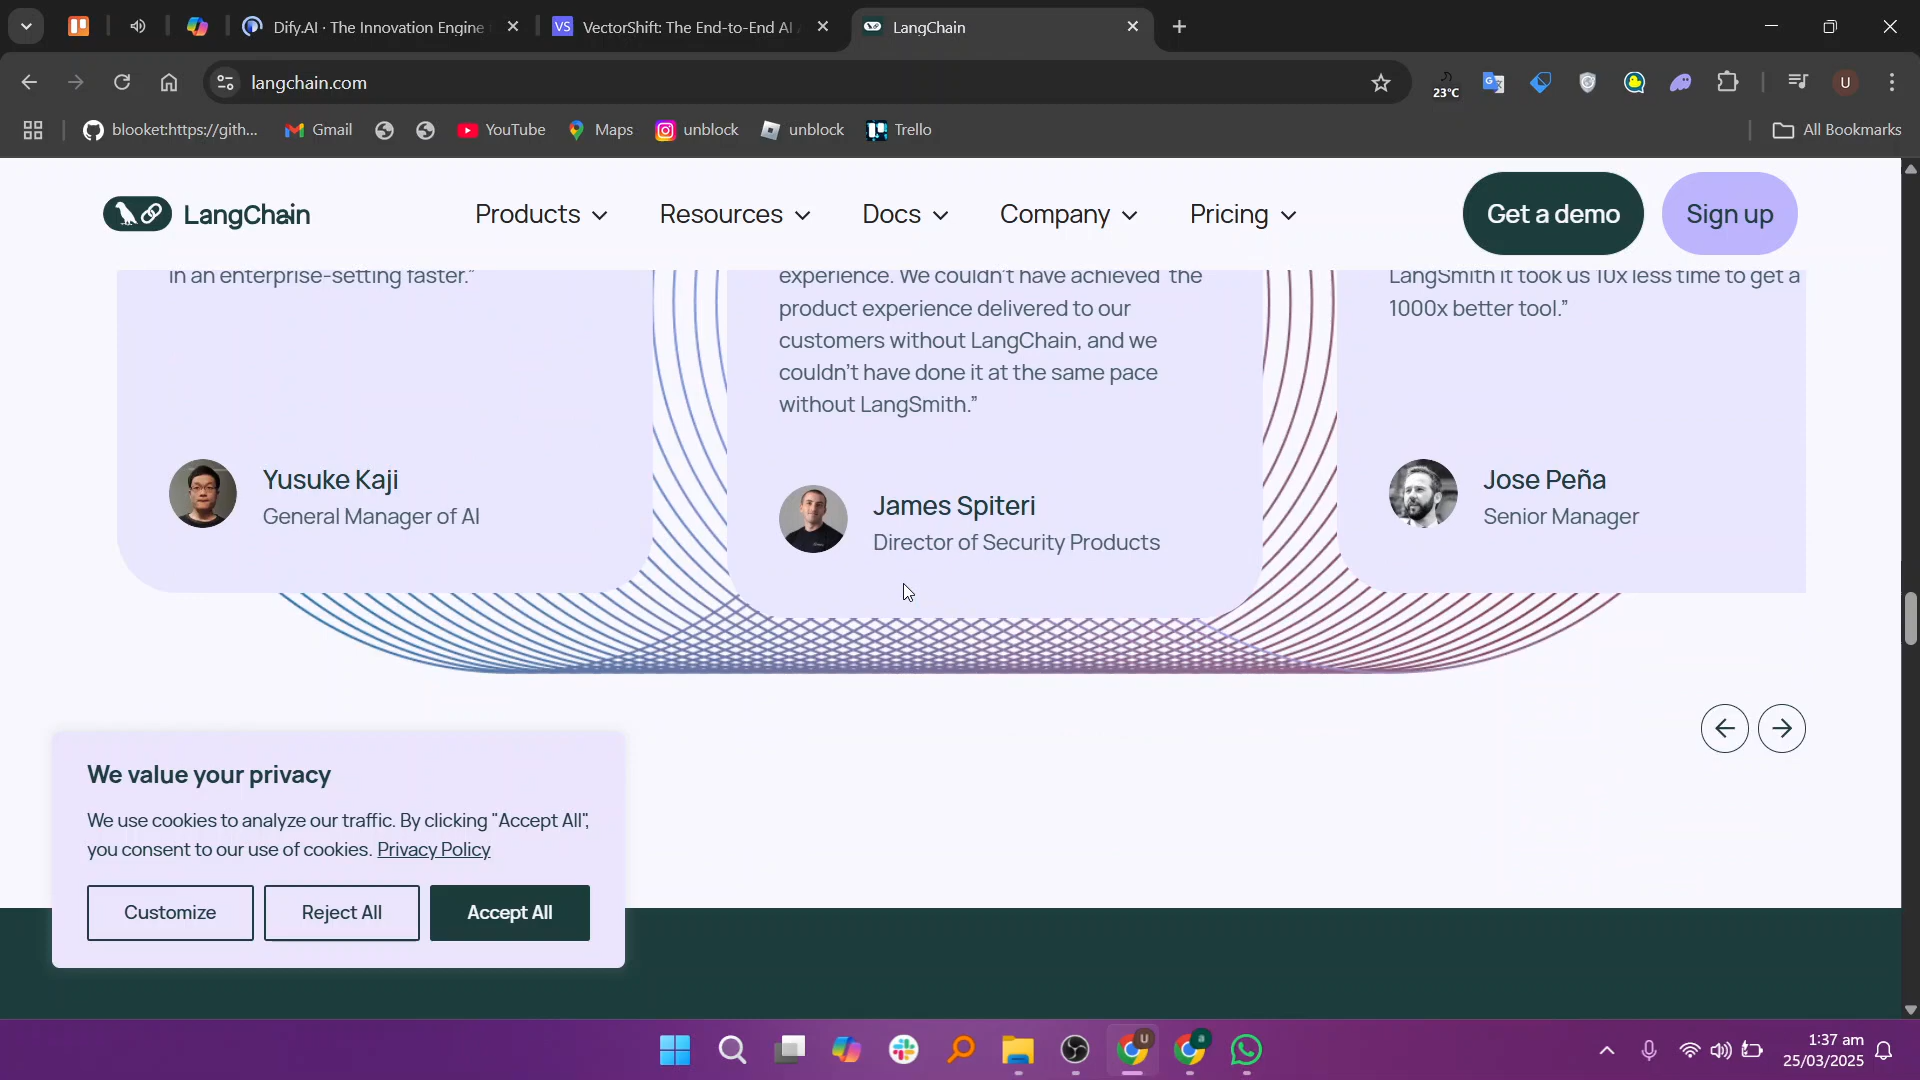 Dify.AI · The Innovation Engine
VectorShift: The End-to-End AI
LangChain
langchain.com
23°C
U
blooket:https://gith...
Gmail
YouTube
Maps
unblock
unblock
Trello
All Bookmarks
LangChain
Products
Resources
Docs
Company
Pricing
Get a demo
Sign up
in an enterprise-setting faster.”
experience. We couldn't have achieved the
product experience delivered to our
customers without LangChain, and we
couldn't have done it at the same pace
without LangSmith.”
LangSmith it took us 10x less time to get a
1000x better tool.”
Yusuke Kaji
General Manager of AI
James Spiteri
Director of Security Products
Jose Peña
Senior Manager
We value your privacy
We use cookies to analyze our traffic. By clicking "Accept All",
you consent to our use of cookies. Privacy Policy
Customize
Reject All
Accept All
1:37 am
25/03/2025